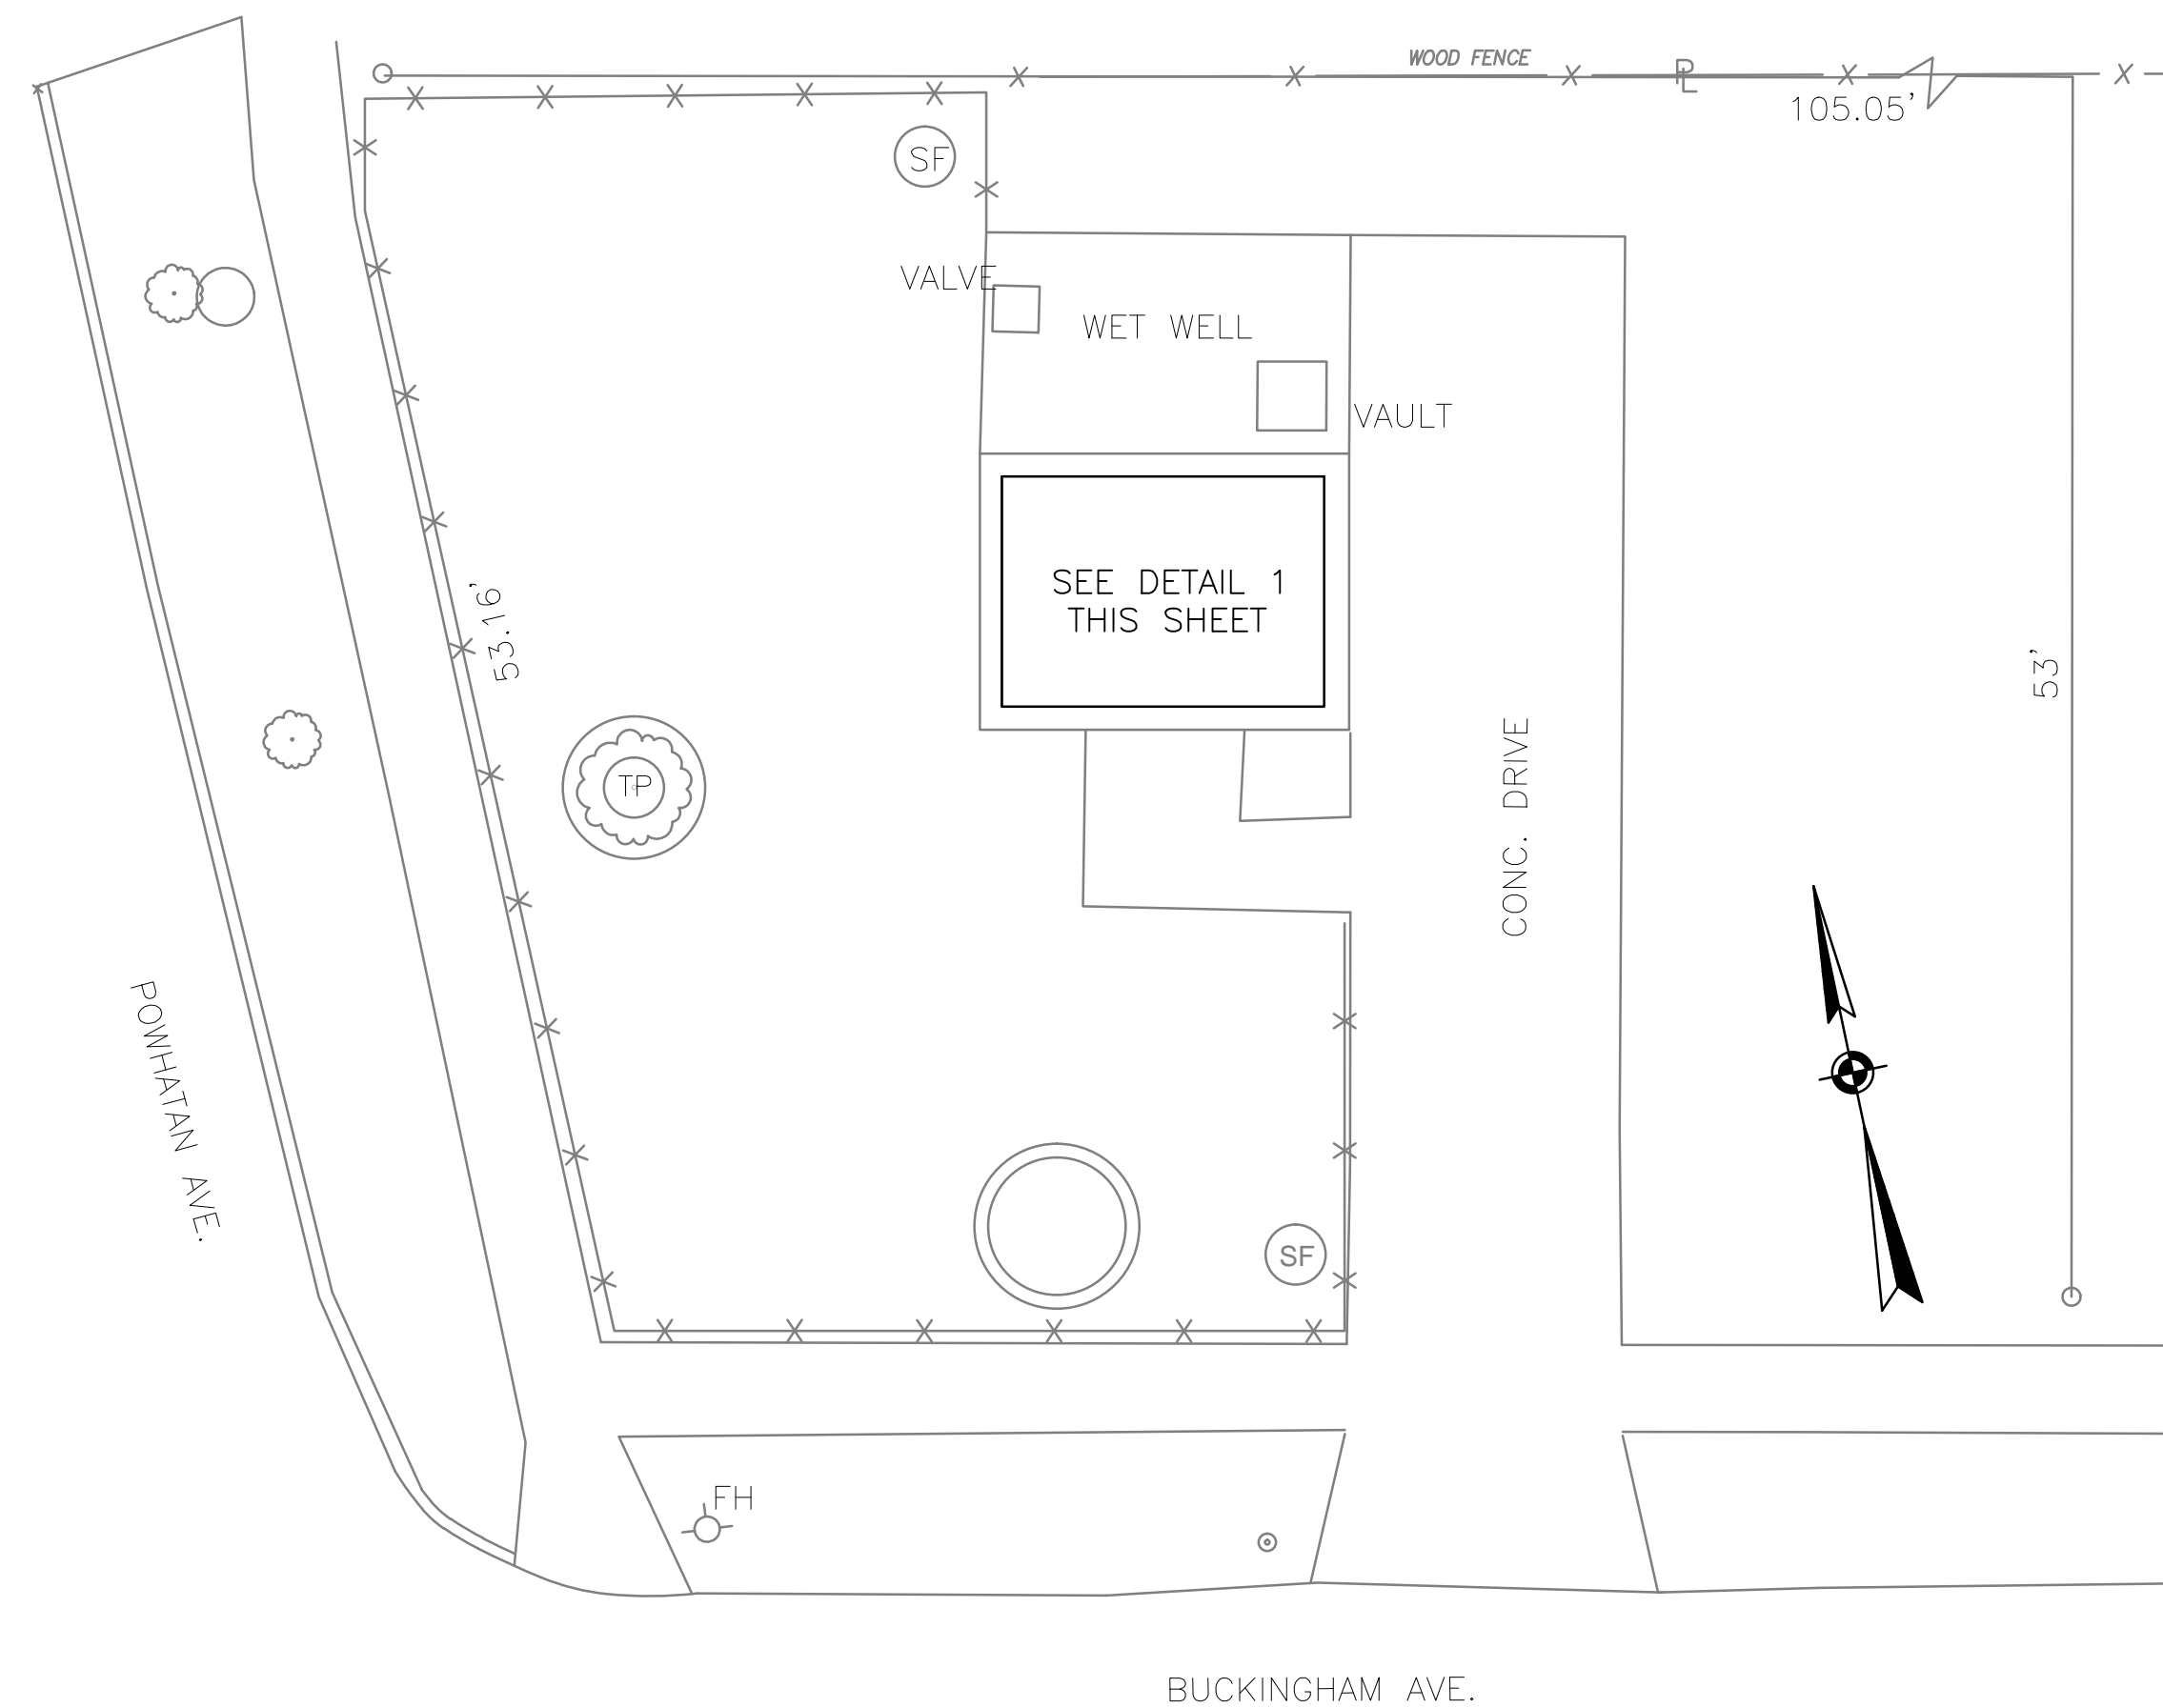 WOOD FENCE
PL
105.05'
SF
VALVE
WET WELL
VAULT
SEE DETAIL 1
THIS SHEET
53.16'
53'
TP
CONC. DRIVE
POWHATAN AVE.
SF
FH
BUCKINGHAM AVE.